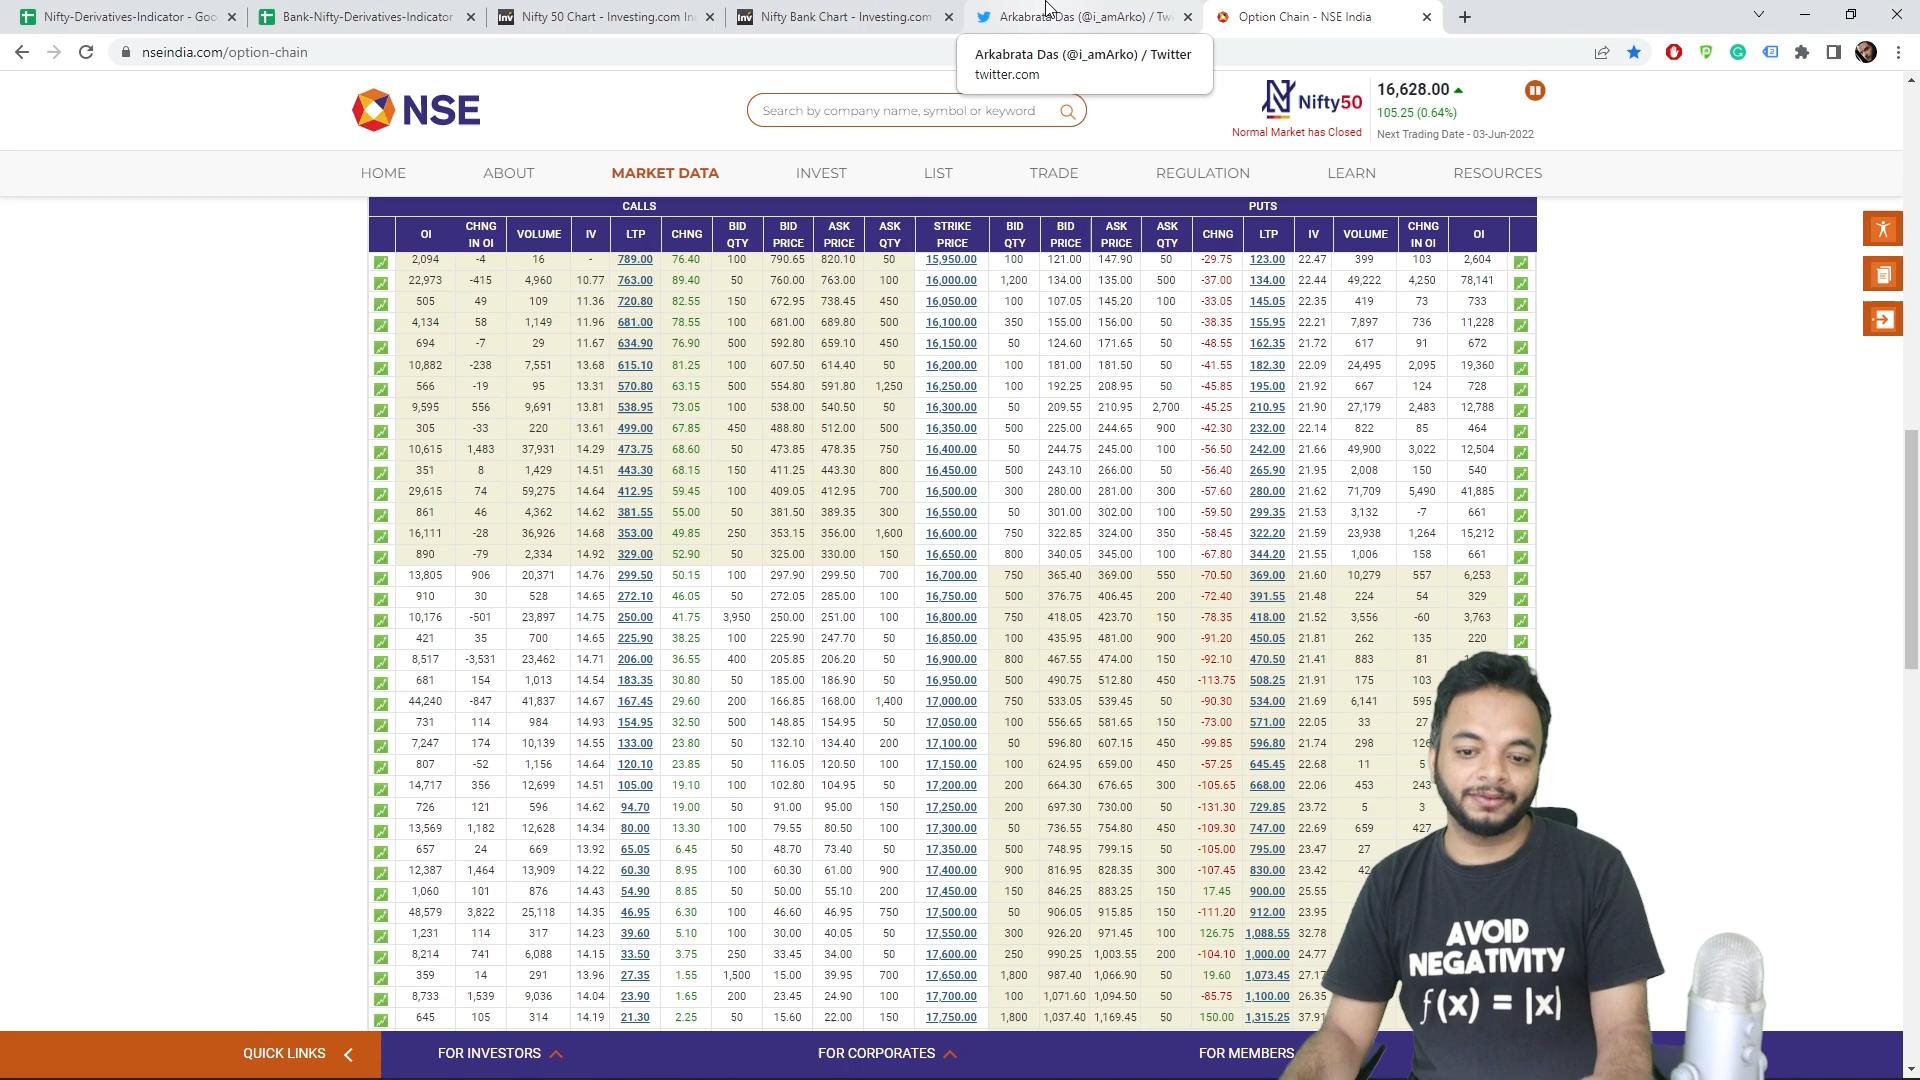 Nifty-Derivatives-Indicator - Goo
Bank-Nifty-Derivatives-Indicator
Nifty 50 Chart - Investing.com In
Nifty Bank Chart - Investing.com
Arkabrata Das (@i_amArko) / Twi
Option Chain - NSE India
nseindia.com/option-chain
Arkabrata Das (@i_amArko) / Twitter
twitter.com
NSE
Search by company name, symbol or keyword
Nifty50
Normal Market has Closed
16,628.00
105.25 (0.64%)
Next Trading Date - 03-Jun-2022
HOME ABOUT MARKET DATA INVEST LIST TRADE REGULATION LEARN RESOURCES
CALLS PUTS
OI CHNG IN OI VOLUME IV LTP CHNG BID QTY BID PRICE ASK PRICE ASK QTY STRIKE PRICE BID QTY BID PRICE ASK PRICE ASK QTY CHNG LTP IV VOLUME CHNG IN OI OI
2,094 -4 16 - 789.00 76.40 100 790.65 820.10 50 15,950.00 100 121.00 147.90 50 -29.75 123.00 22.47 399 103 2,604
22,973 -415 4,960 10.77 763.00 89.40 50 760.00 763.00 100 16,000.00 1,200 134.00 135.00 500 -37.00 134.00 22.44 49,222 4,250 78,141
505 49 109 11.36 720.80 82.55 150 672.95 738.45 450 16,050.00 100 107.05 145.20 100 -33.05 145.05 22.35 419 73 733
4,134 58 1,149 11.96 681.00 78.55 100 681.00 689.80 500 16,100.00 350 155.00 156.00 50 -38.35 155.95 22.21 7,897 736 11,228
694 -7 29 11.67 634.90 76.90 500 592.80 659.10 450 16,150.00 50 124.60 171.65 50 -48.55 162.35 21.72 617 91 672
10,882 -238 7,551 13.68 615.10 81.25 100 607.50 614.40 50 16,200.00 100 181.00 181.50 50 -41.55 182.30 22.09 24,495 2,095 19,360
566 -19 95 13.31 570.80 63.15 500 554.80 591.80 1,250 16,250.00 100 192.25 208.95 50 -45.85 195.00 21.92 667 124 728
9,595 556 9,691 13.81 538.95 73.05 100 538.00 540.50 50 16,300.00 50 209.55 210.95 2,700 -45.25 210.95 21.90 27,179 2,483 12,788
305 -33 220 13.61 499.00 67.85 450 488.80 512.00 500 16,350.00 500 225.00 244.65 900 -42.30 232.00 22.14 822 85 464
10,615 1,483 37,931 14.29 473.75 68.60 50 473.85 478.35 750 16,400.00 50 244.75 245.00 100 -56.50 242.00 21.66 49,900 3,022 12,504
351 8 1,429 14.51 443.30 68.15 150 411.25 443.30 800 16,450.00 500 243.10 266.00 50 -56.40 265.90 21.95 2,008 150 540
29,615 74 59,275 14.64 412.95 59.45 100 409.05 412.95 700 16,500.00 300 280.00 281.00 300 -57.60 280.00 21.62 71,709 5,490 41,885
861 46 4,362 14.62 381.55 55.00 50 381.50 389.35 300 16,550.00 50 301.00 302.00 100 -59.50 299.35 21.53 3,132 -7 661
16,111 -28 36,926 14.68 353.00 49.85 250 353.15 356.00 1,600 16,600.00 750 322.85 324.00 350 -58.45 322.20 21.59 23,938 1,264 15,212
890 -79 2,334 14.92 329.00 52.90 50 325.00 330.00 150 16,650.00 800 340.05 345.00 100 -67.80 344.20 21.55 1,006 158 661
13,805 906 20,371 14.76 299.50 50.15 100 297.90 299.50 700 16,700.00 750 365.40 369.00 550 -70.50 369.00 21.60 10,279 557 6,253
910 30 528 14.65 272.10 46.05 50 272.05 285.00 100 16,750.00 500 376.75 406.45 200 -72.40 391.55 21.48 224 54 329
10,176 -501 23,897 14.75 250.00 41.75 3,950 250.00 251.00 100 16,800.00 750 418.05 423.70 150 -78.35 418.00 21.52 3,556 -60 3,763
421 35 700 14.65 225.90 38.25 100 225.90 247.70 50 16,850.00 100 435.95 481.00 900 -91.20 450.05 21.81 262 135 220
8,517 -3,531 23,462 14.71 206.00 36.55 400 205.85 206.20 50 16,900.00 800 467.55 474.00 150 -92.10 470.50 21.41 883 81
681 154 1,013 14.54 183.35 30.80 50 185.00 186.90 50 16,950.00 500 490.75 512.80 450 -113.75 508.25 21.91 175 103
44,240 -847 41,837 14.67 167.45 29.60 200 166.85 168.00 1,400 17,000.00 750 533.05 539.45 50 -90.30 534.00 21.69 6,141 595
731 114 984 14.93 154.95 32.50 500 148.85 154.95 50 17,050.00 100 556.65 581.65 150 -73.00 571.00 22.05 33 27
7,247 174 10,139 14.55 133.00 23.80 50 132.10 134.40 200 17,100.00 50 596.80 607.15 450 -99.85 596.80 21.74 298 126
807 -52 1,156 14.64 120.10 23.85 50 116.05 120.50 100 17,150.00 100 624.95 659.00 450 -57.25 645.45 22.68 11 5
14,717 356 12,699 14.51 105.00 19.10 100 102.80 104.95 50 17,200.00 200 664.30 676.65 300 -105.65 668.00 22.06 453 243
726 121 596 14.62 94.70 19.00 50 91.00 95.00 150 17,250.00 200 697.30 730.00 50 -131.30 729.85 23.72 5 3
13,569 1,182 12,628 14.34 80.00 13.30 100 79.55 80.50 100 17,300.00 50 736.55 754.80 450 -109.30 747.00 22.69 659 427
657 24 669 13.92 65.05 6.45 50 48.70 73.40 50 17,350.00 500 748.95 799.15 50 -105.00 795.00 23.47 27
12,387 1,464 13,909 14.22 60.30 8.95 100 60.30 61.00 900 17,400.00 900 816.95 828.35 300 -107.45 830.00 23.42 42
1,060 101 876 14.43 54.90 8.85 50 50.00 55.10 200 17,450.00 150 846.25 883.25 150 17.45 900.00 25.55
48,579 3,822 25,118 14.35 46.95 6.30 100 46.60 46.95 750 17,500.00 50 906.05 915.85 150 -111.20 912.00 23.95
1,231 114 317 14.23 39.60 5.10 100 30.00 40.05 50 17,550.00 300 926.20 971.45 100 126.75 1,088.55 32.78
8,214 741 6,088 14.15 33.50 3.75 250 33.45 34.00 50 17,600.00 250 990.25 1,003.55 200 -104.10 1,000.00 24.77
359 14 291 13.96 27.35 1.55 1,500 15.00 39.95 700 17,650.00 1,800 987.40 1,066.90 50 19.60 1,073.45 27.17
8,733 1,539 9,036 14.04 23.90 1.65 200 23.45 24.90 100 17,700.00 100 1,071.60 1,094.50 50 -85.75 1,100.00 26.35
645 105 314 14.19 21.30 2.25 50 15.60 22.00 150 17,750.00 1,800 1,037.40 1,169.45 50 150.00 1,315.25 37.91
AVOID
NEGATIVITY
f(x) = |x|
QUICK LINKS FOR INVESTORS FOR CORPORATES FOR MEMBERS